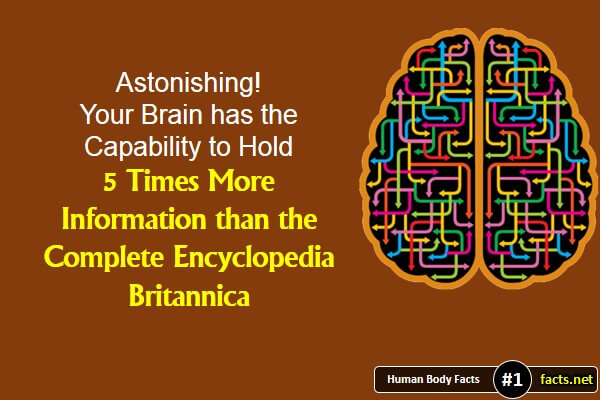 Astonishing!
Your Brain has the
Capability to Hold
5 Times More
Information than the
Complete Encyclopedia
Britannica
Human Body Facts #1 facts.net